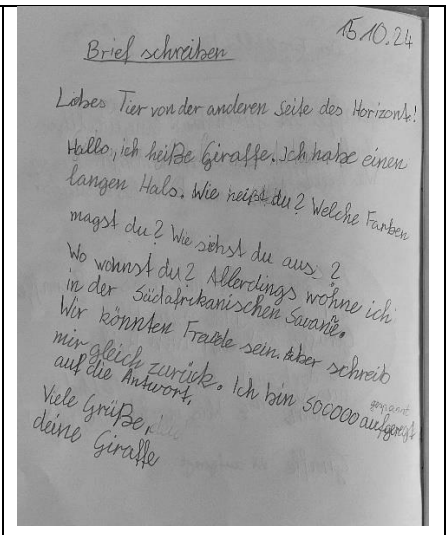 15.10.24
Brief schreiben
Liebes Tier von der anderen Seite des Horizonts!
Hallo, ich heiße Giraffe. Ich habe einen
langen Hals. Wie heißt du? Welche Farben
magst du? Wie siehst du aus?
Wo wohnst du? Allerdings wohne ich
in der Südafrikanischen Savane.
Wir könnten Freude sein. Aber schreib
mir gleich zurück. Ich bin 500000 aufgeregt
gespannt
auf die Antwort.
Viele Grüße,
deine Giraffe